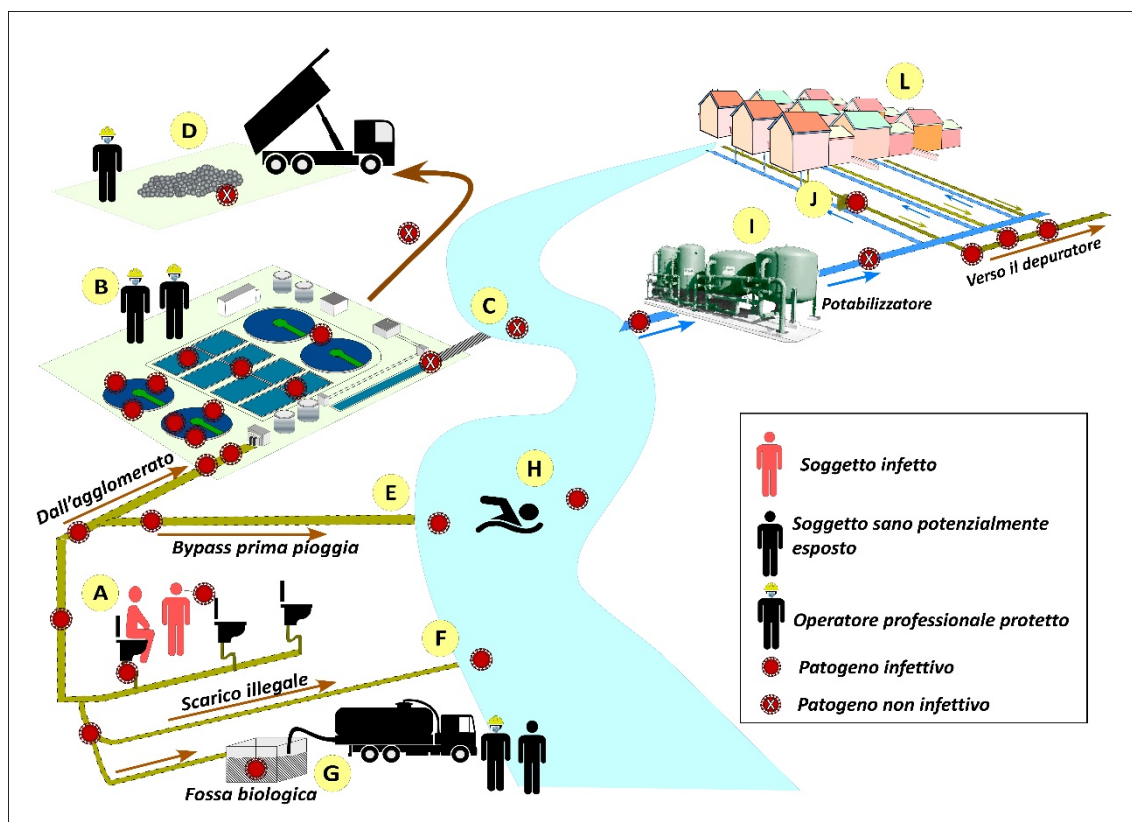 D
L
B
J
I
Verso il depuratore
C
Potabilizzatore
X
X
X
X
X
Dall'agglomerato
E
H
Bypass prima pioggia
A
F
Scarico illegale
G
Fossa biologica
Soggetto infetto
Soggetto sano potenzialmente
esposto
Operatore professionale protetto
Patogeno infettivo
X
Patogeno non infettivo